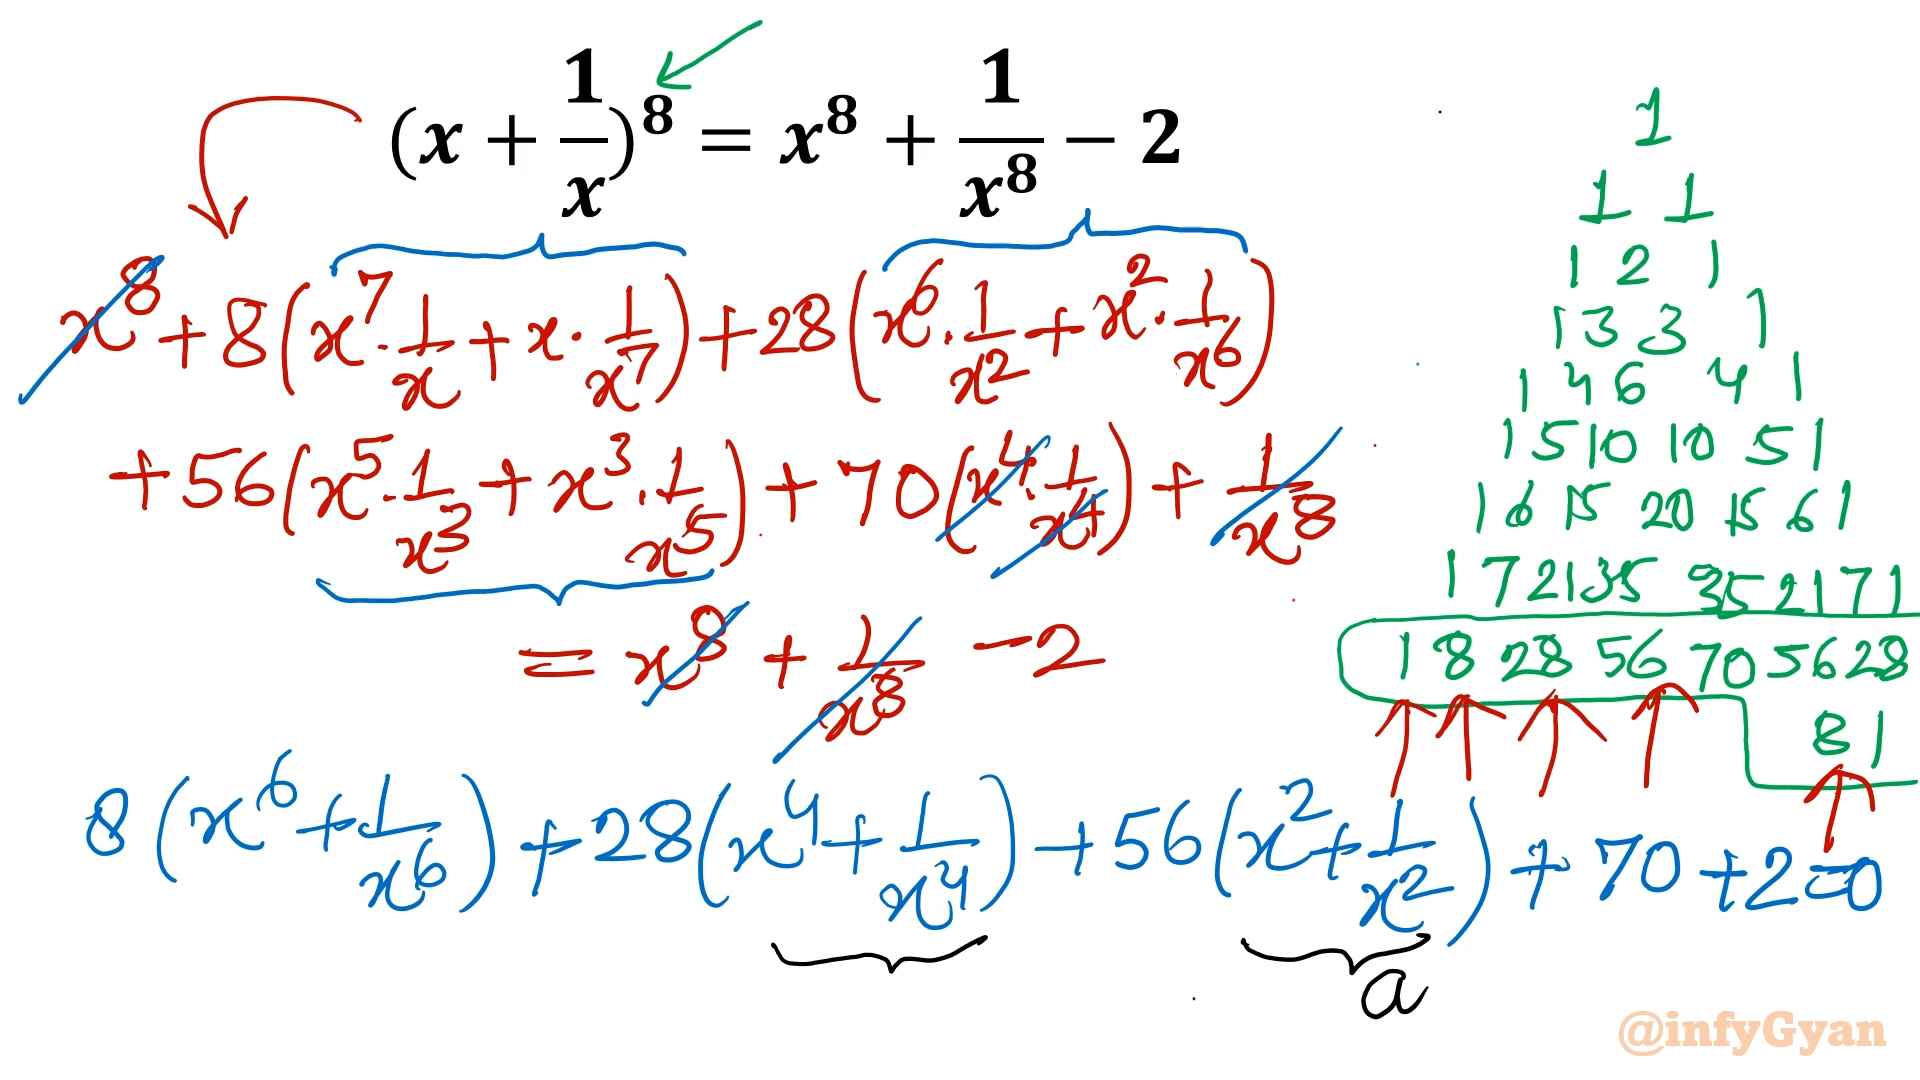 (x + 1/x)^8 = x^8 + 1/x^8 − 2
x^8 + 8(x^7 · 1/x + x · 1/x^7) + 28(x^6 · 1/x^2 + x^2 · 1/x^6)
+ 56(x^5 · 1/x^3 + x^3 · 1/x^5) + 70(x^4 · 1/x^4) + 1/x^8
= x^8 + 1/x^8 − 2
8(x^6 + 1/x^6) + 28(x^4 + 1/x^4) + 56(x^2 + 1/x^2) + 70 + 2 = 0
a
1
1 1
1 2 1
1 3 3 1
1 4 6 4 1
1 5 10 10 5 1
1 6 15 20 15 6 1
1 7 21 35 35 21 7 1
1 8 28 56 70 56 28
8 1
@infyGyan